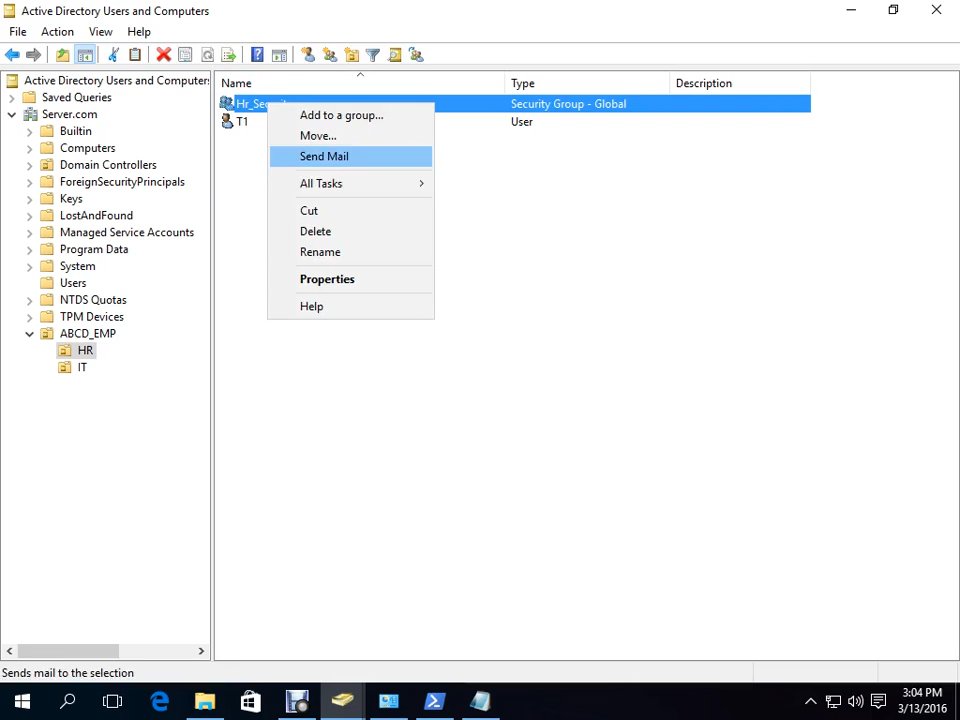 Active Directory Users and Computers
File Action View Help
Active Directory Users and Computer
Name Type Description
Saved Queries
Hr_Securit Security Group - Global
Server.com
T1 User
Builtin
Computers
Domain Controllers
ForeignSecurityPrincipals
Keys
LostAndFound
Managed Service Accounts
Program Data
System
Users
NTDS Quotas
TPM Devices
ABCD_EMP
HR
IT
Add to a group...
Move...
Send Mail
All Tasks
Cut
Delete
Rename
Properties
Help
Sends mail to the selection
3:04 PM
3/13/2016